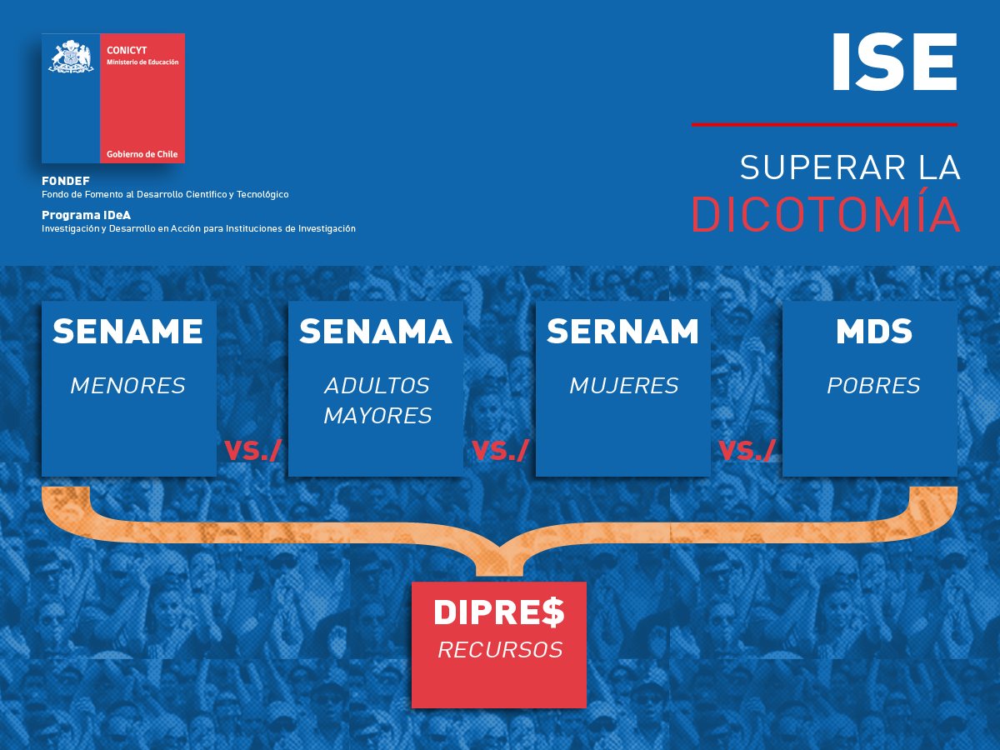 CONICYT
Ministerio de Educación
Gobierno de Chile
FONDEF
Fondo de Fomento al Desarrollo Científico y Tecnológico
Programa IDeA
Investigación y Desarrollo en Acción para Instituciones de Investigación
ISE
SUPERAR LA
DICOTOMÍA
SENAME
MENORES
vs./
SENAMA
ADULTOS
MAYORES
vs./
SERNAM
MUJERES
vs./
MDS
POBRES
DIPRE$
RECURSOS